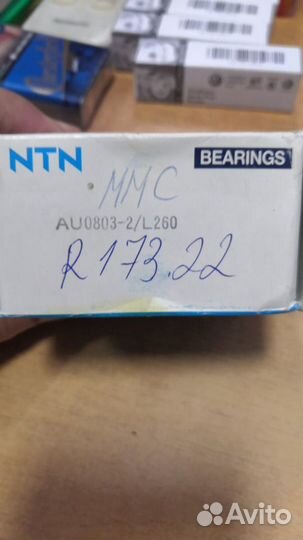 NTN
BEARINGS
MMC
AU0803-2/L260
R 173.22
Avito